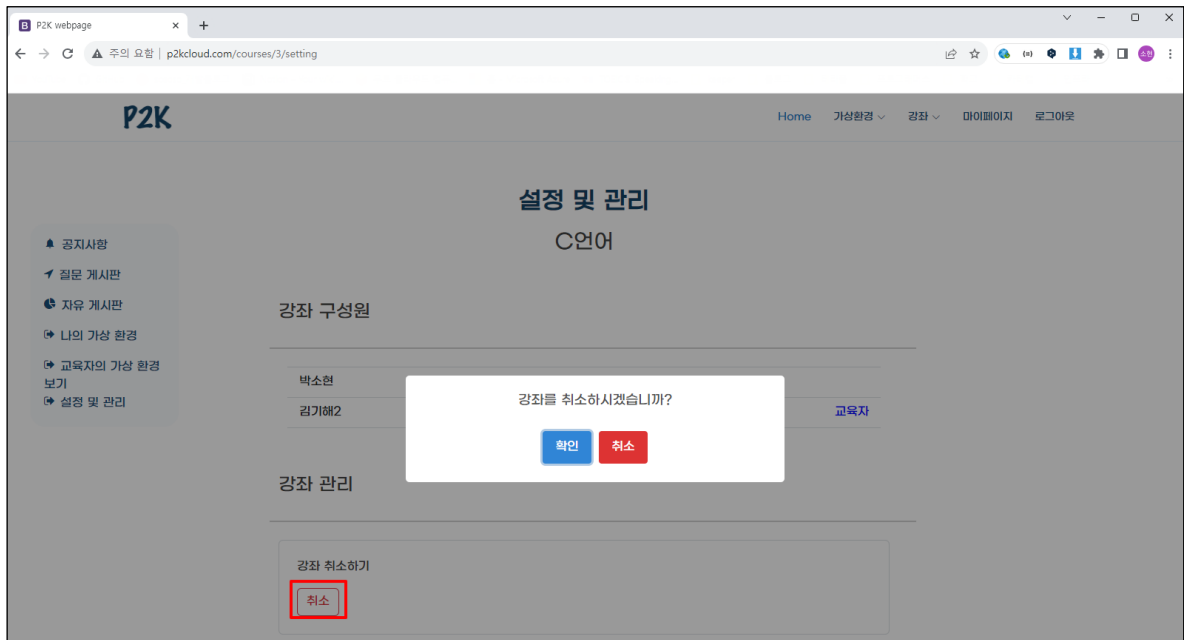 P2K webpage
주의 요함 | p2kcloud.com/courses/3/setting
소현
P2K
Home 가상환경 강좌 마이페이지 로그아웃
설정 및 관리
C언어
공지사항
질문 게시판
자유 게시판
나의 가상 환경
교육자의 가상 환경
보기
설정 및 관리
강좌 구성원
박소현
김기해2 교육자
강좌를 취소하시겠습니까?
확인 취소
강좌 관리
강좌 취소하기
취소